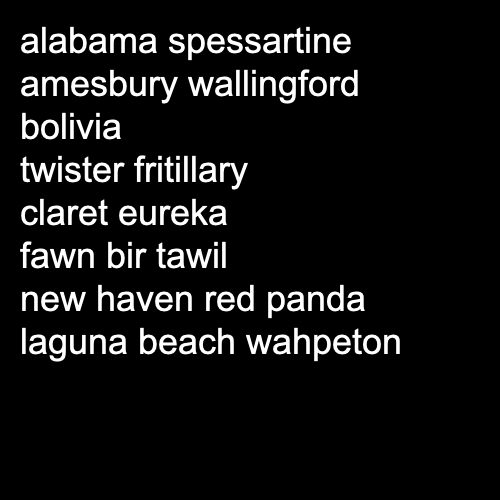 alabama spessartine
amesbury wallingford
bolivia
twister fritillary
claret eureka
fawn bir tawil
new haven red panda
laguna beach wahpeton